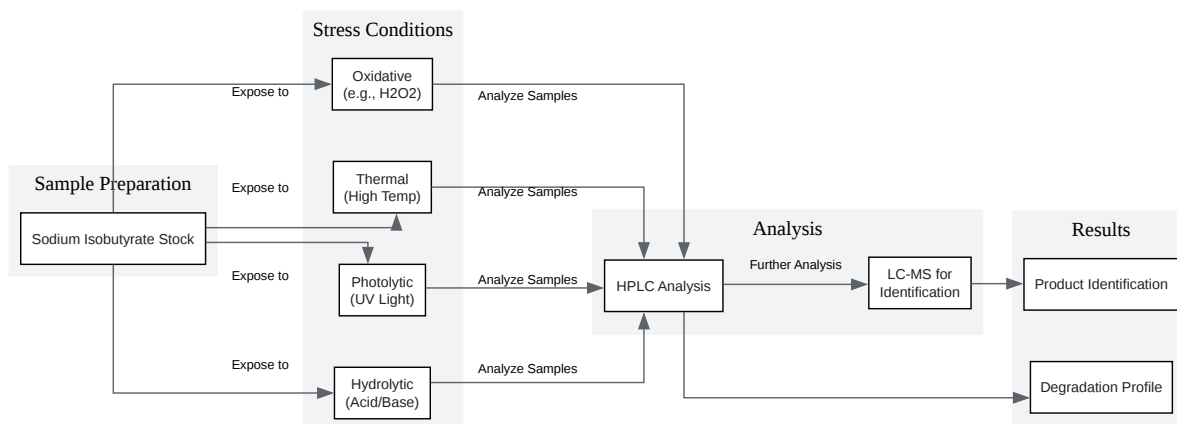 Stress Conditions
Oxidative
(e.g., H2O2)
Expose to
Analyze Samples
Sample Preparation
Expose to
Thermal
(High Temp)
Analyze Samples
Sodium Isobutyrate Stock
Analysis
Results
Expose to
Photolytic
(UV Light)
Analyze Samples
HPLC Analysis
Further Analysis
LC-MS for
Identification
Product Identification
Expose to
Hydrolytic
(Acid/Base)
Analyze Samples
Degradation Profile